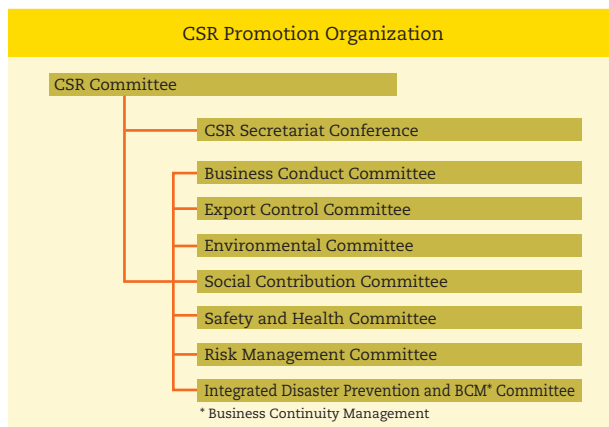 CSR Promotion Organization
CSR Committee
CSR Secretariat Conference
Business Conduct Committee
Export Control Committee
Environmental Committee
Social Contribution Committee
Safety and Health Committee
Risk Management Committee
Integrated Disaster Prevention and BCM* Committee
* Business Continuity Management